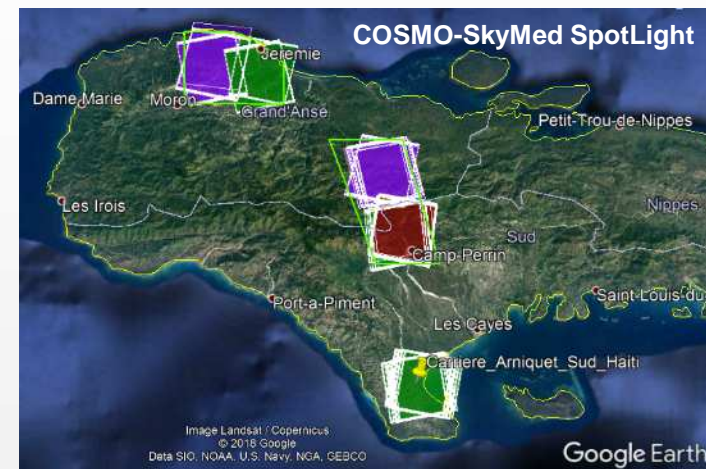 COSMO-SkyMed SpotLight
Jeremie
Dame-Marie
Moron
Grand'Anse
Petit-Trou-de-Nippes
Les Irois
Nippes
Sud
Camp-Perrin
Port-a-Piment
Saint-Louis-du
Les Cayes
Carriere_Arniquet_Sud_Haiti
Image Landsat / Copernicus
© 2018 Google
Data SIO, NOAA, U.S. Navy, NGA, GEBCO
Google Earth